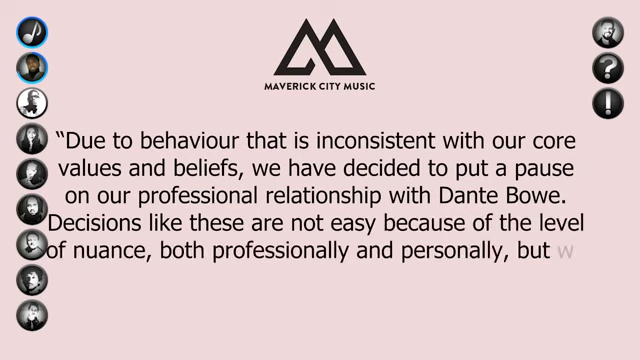 MAVERICK CITY MUSIC
“Due to behaviour that is inconsistent with our core
values and beliefs, we have decided to put a pause
on our professional relationship with Dante Bowe.
Decisions like these are not easy because of the level
of nuance, both professionally and personally, but w
?
!